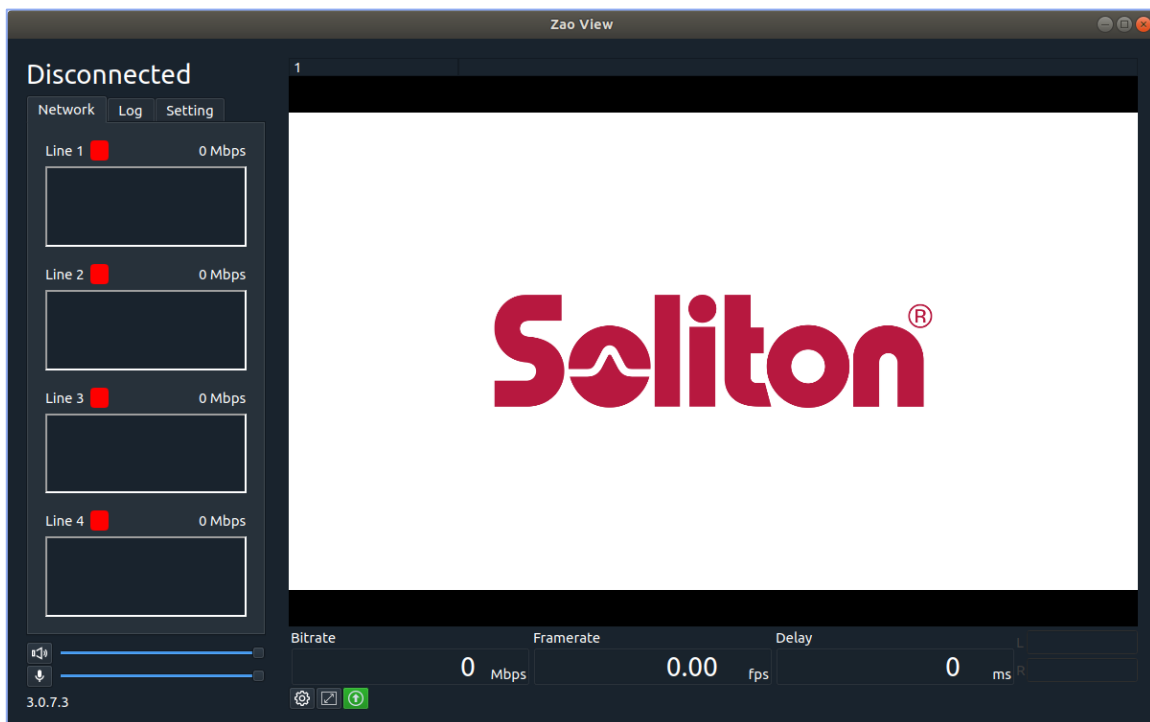 Zao View
Disconnected
Network Log Setting
Line 1 0 Mbps
Line 2 0 Mbps
Line 3 0 Mbps
Line 4 0 Mbps
3.0.7.3
1
Soliton®
Bitrate Framerate Delay
0 Mbps 0.00 fps 0 ms
L
R